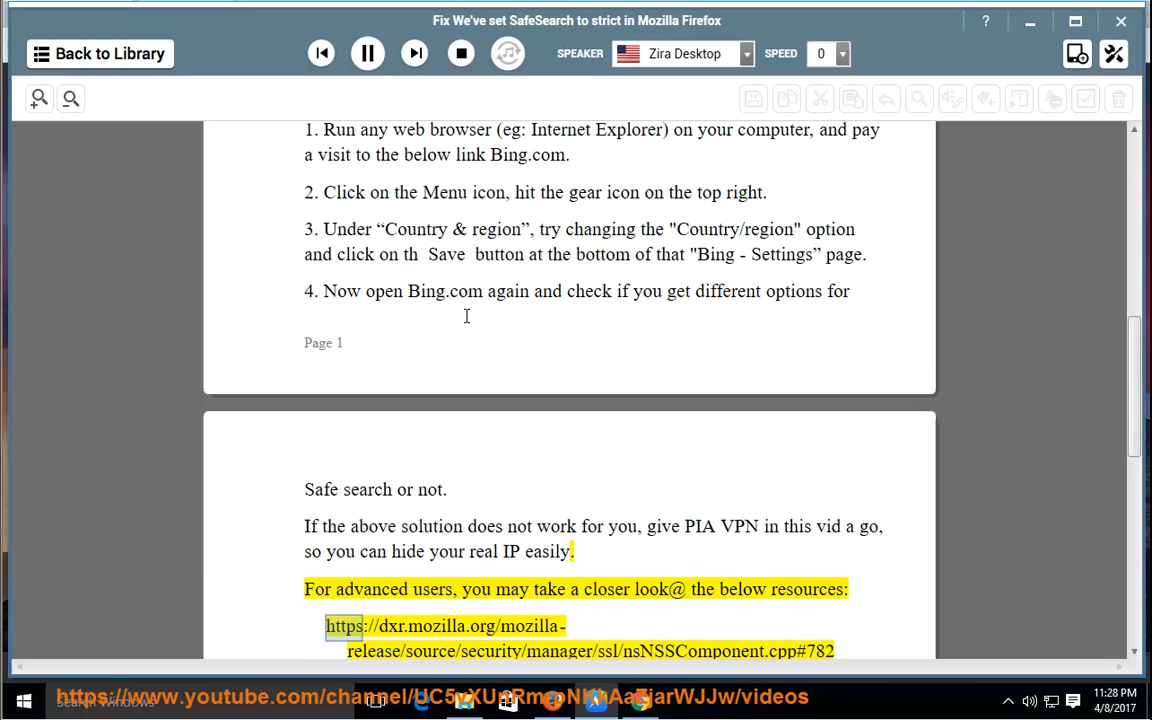 Fix We've set SafeSearch to strict in Mozilla Firefox
?
Back to Library
SPEAKER
Zira Desktop
SPEED
0
1. Run any web browser (eg: Internet Explorer) on your computer, and pay
a visit to the below link Bing.com.
2. Click on the Menu icon, hit the gear icon on the top right.
3. Under “Country & region”, try changing the "Country/region" option
and click on th  Save  button at the bottom of that "Bing - Settings” page.
4. Now open Bing.com again and check if you get different options for
Page 1
Safe search or not.
If the above solution does not work for you, give PIA VPN in this vid a go,
so you can hide your real IP easily.
For advanced users, you may take a closer look@ the below resources:
https://dxr.mozilla.org/mozilla-
release/source/security/manager/ssl/nsNSSComponent.cpp#782
Search Windows
11:28 PM
4/8/2017